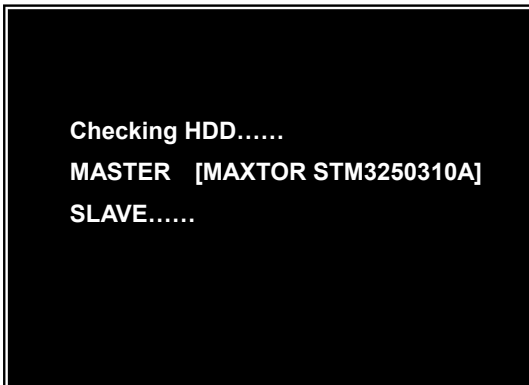 Checking HDD……
MASTER [MAXTOR STM3250310A]
SLAVE……